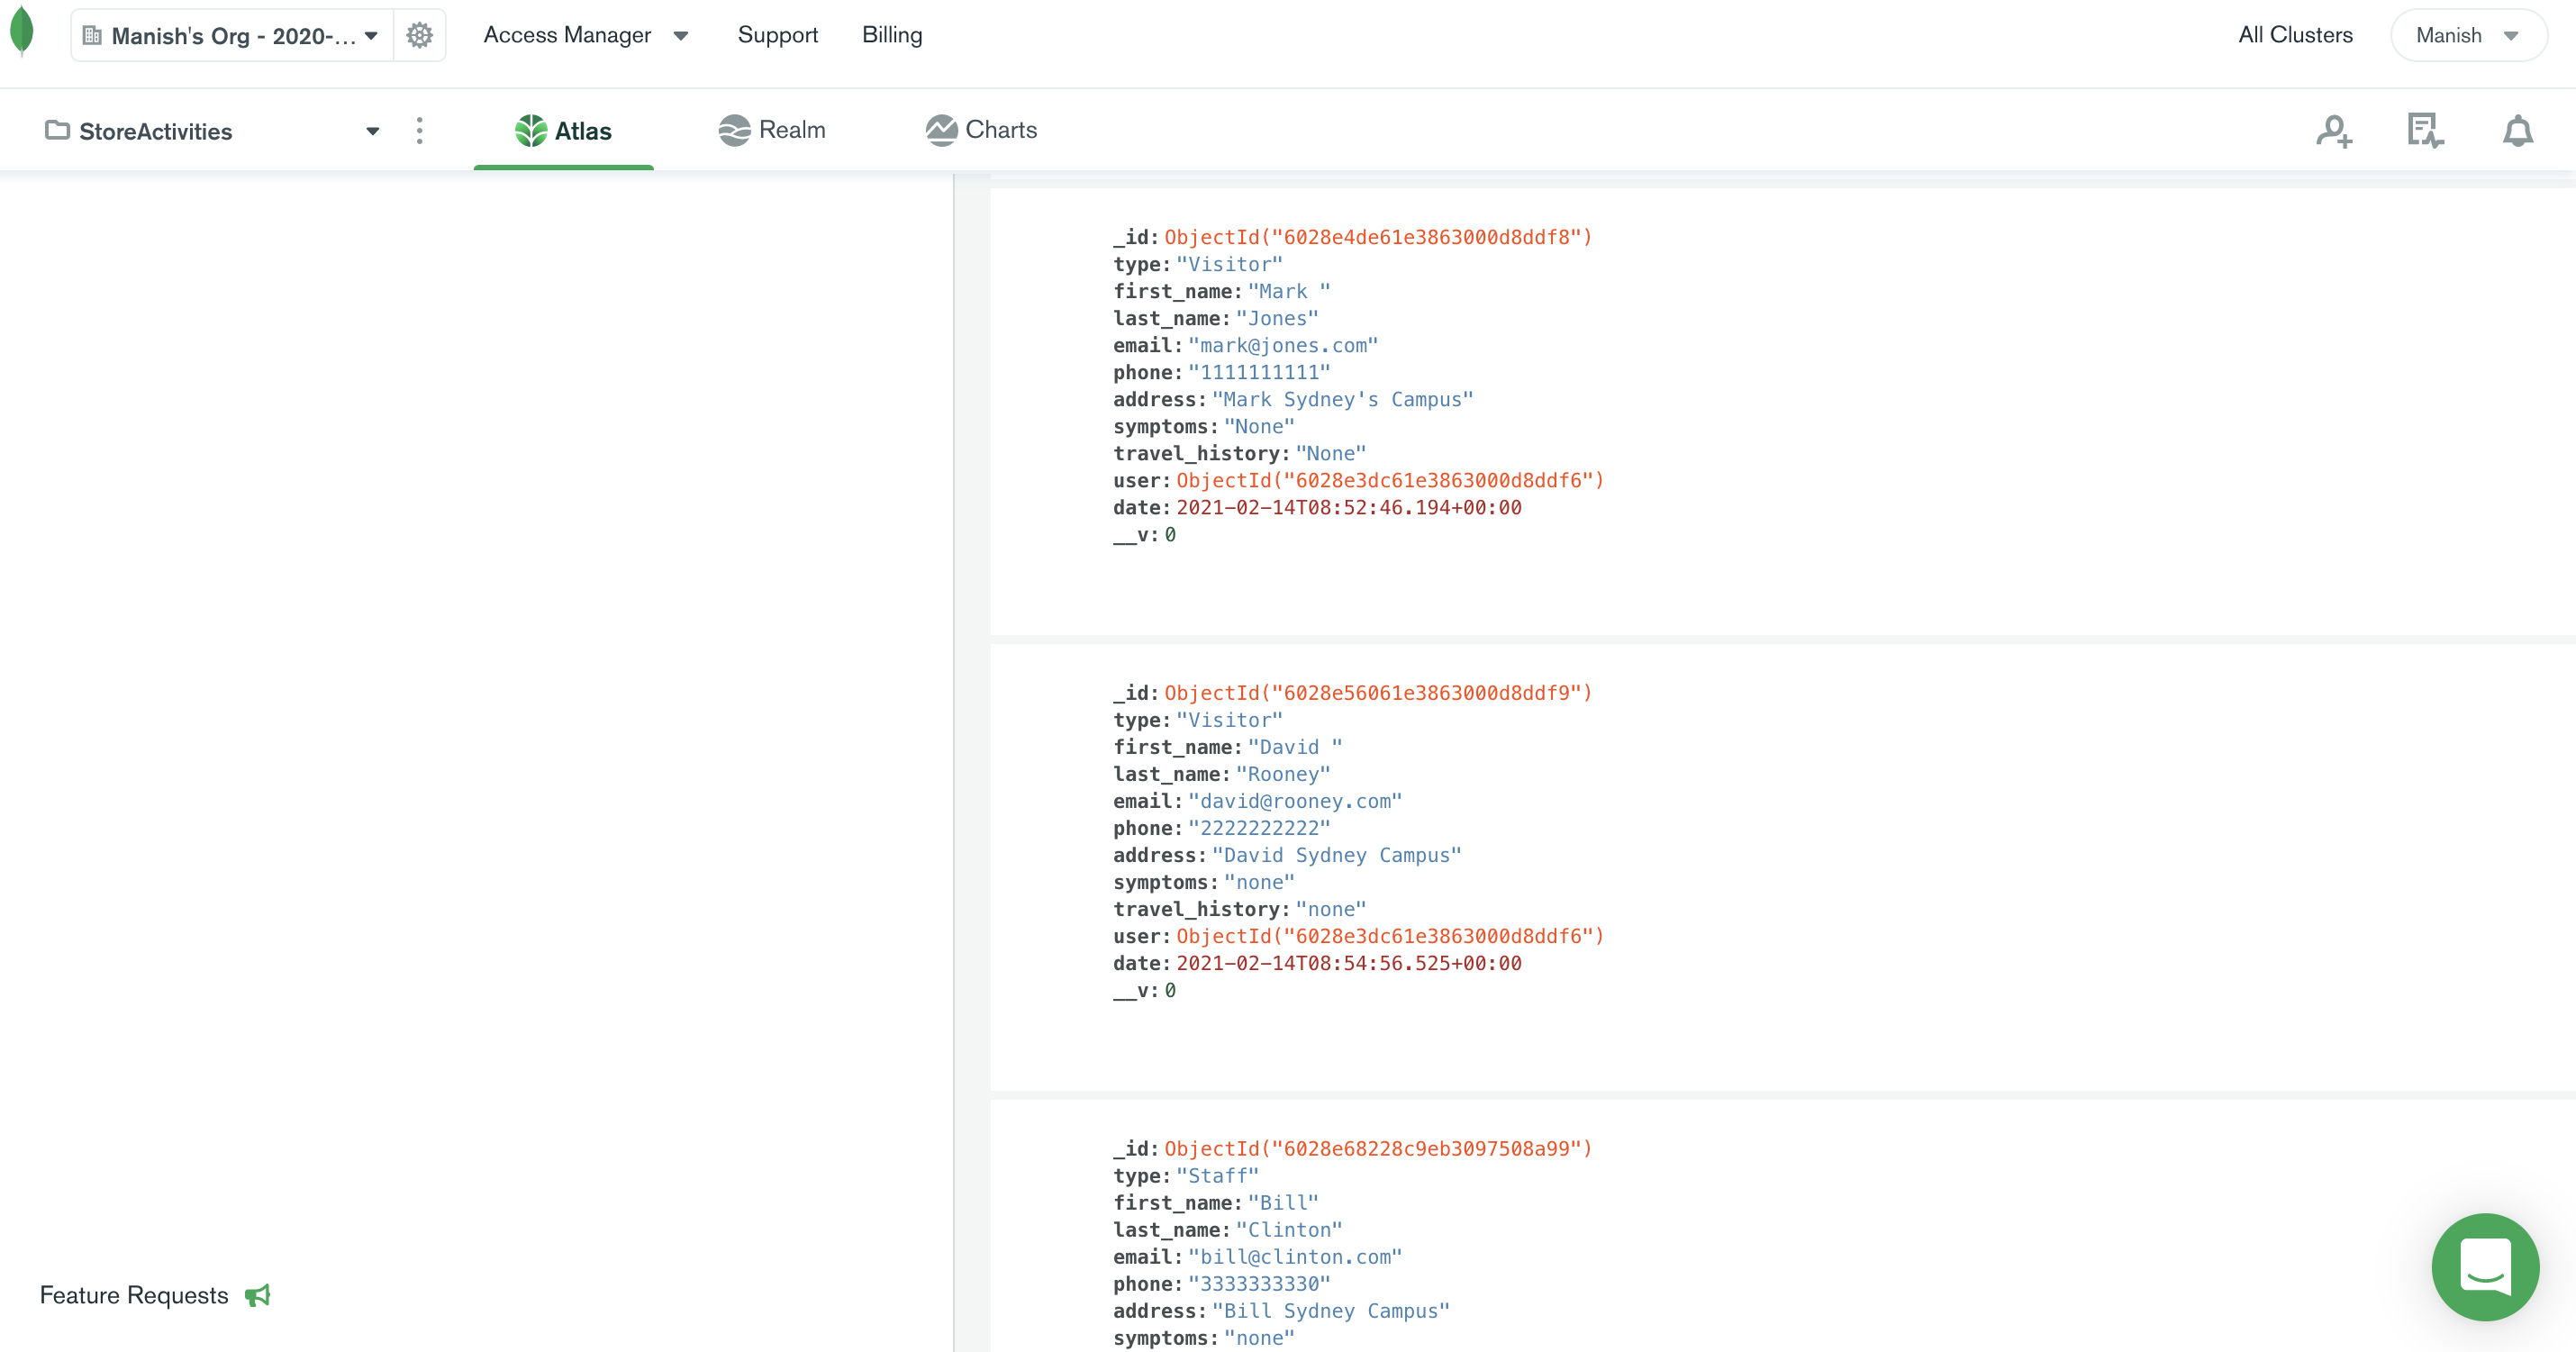 Manish's Org - 2020-... Access Manager Support Billing All Clusters Manish
StoreActivities Atlas Realm Charts
_id: ObjectId("6028e4de61e3863000d8ddf8")
type: "Visitor"
first_name: "Mark "
last_name: "Jones"
email: "mark@jones.com"
phone: "1111111111"
address: "Mark Sydney's Campus"
symptoms: "None"
travel_history: "None"
user: ObjectId("6028e3dc61e3863000d8ddf6")
date: 2021-02-14T08:52:46.194+00:00
__v: 0
_id: ObjectId("6028e56061e3863000d8ddf9")
type: "Visitor"
first_name: "David "
last_name: "Rooney"
email: "david@rooney.com"
phone: "2222222222"
address: "David Sydney Campus"
symptoms: "none"
travel_history: "none"
user: ObjectId("6028e3dc61e3863000d8ddf6")
date: 2021-02-14T08:54:56.525+00:00
__v: 0
_id: ObjectId("6028e68228c9eb3097508a99")
type: "Staff"
first_name: "Bill"
last_name: "Clinton"
email: "bill@clinton.com"
phone: "3333333330"
address: "Bill Sydney Campus"
symptoms: "none"
Feature Requests